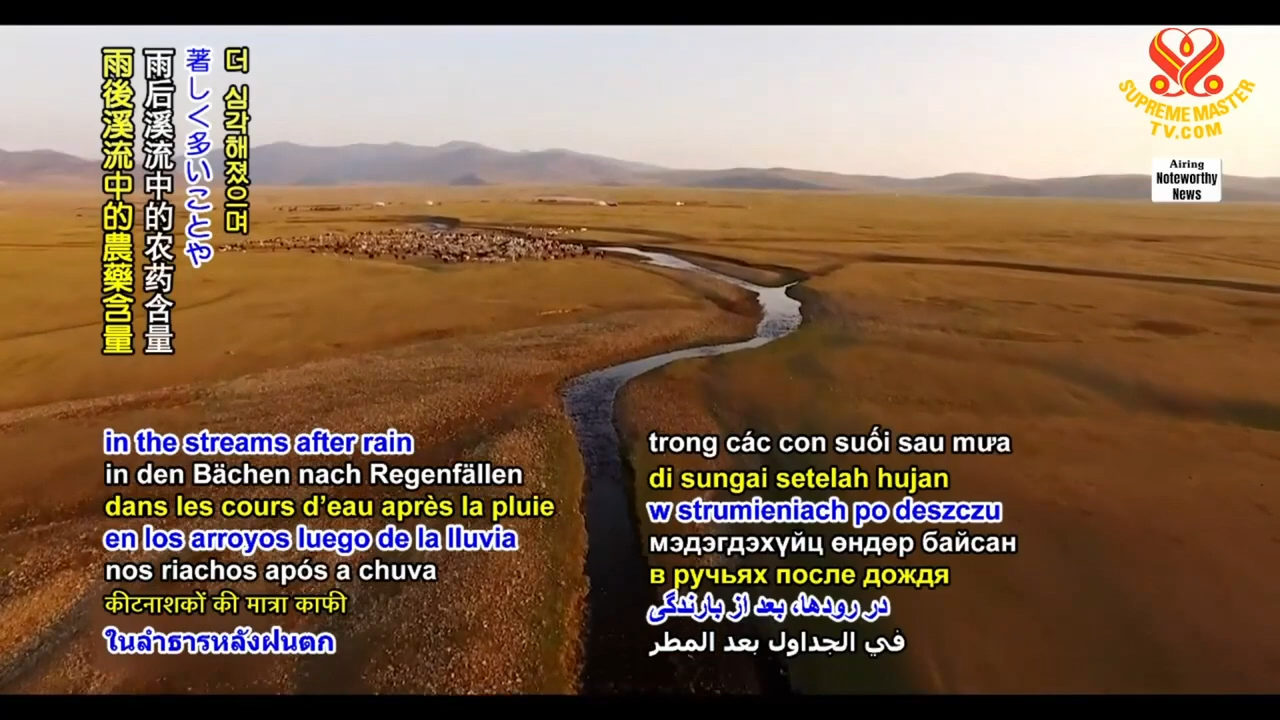 더 심각해졌으며
著しく多いことや
雨后溪流中的农药含量
雨後溪流中的農藥含量
SUPREME MASTER
TV.COM
Airing
Noteworthy
News
in the streams after rain
in den Bächen nach Regenfällen
dans les cours d’eau après la pluie
en los arroyos luego de la lluvia
nos riachos após a chuva
कीटनाशकों की मात्रा काफी
ในลำธารหลังฝนตก
trong các con suối sau mưa
di sungai setelah hujan
w strumieniach po deszczu
мэдэгдэхүйц өндөр байсан
в ручьях после дождя
در رودها، بعد از بارندگی
في الجداول بعد المطر